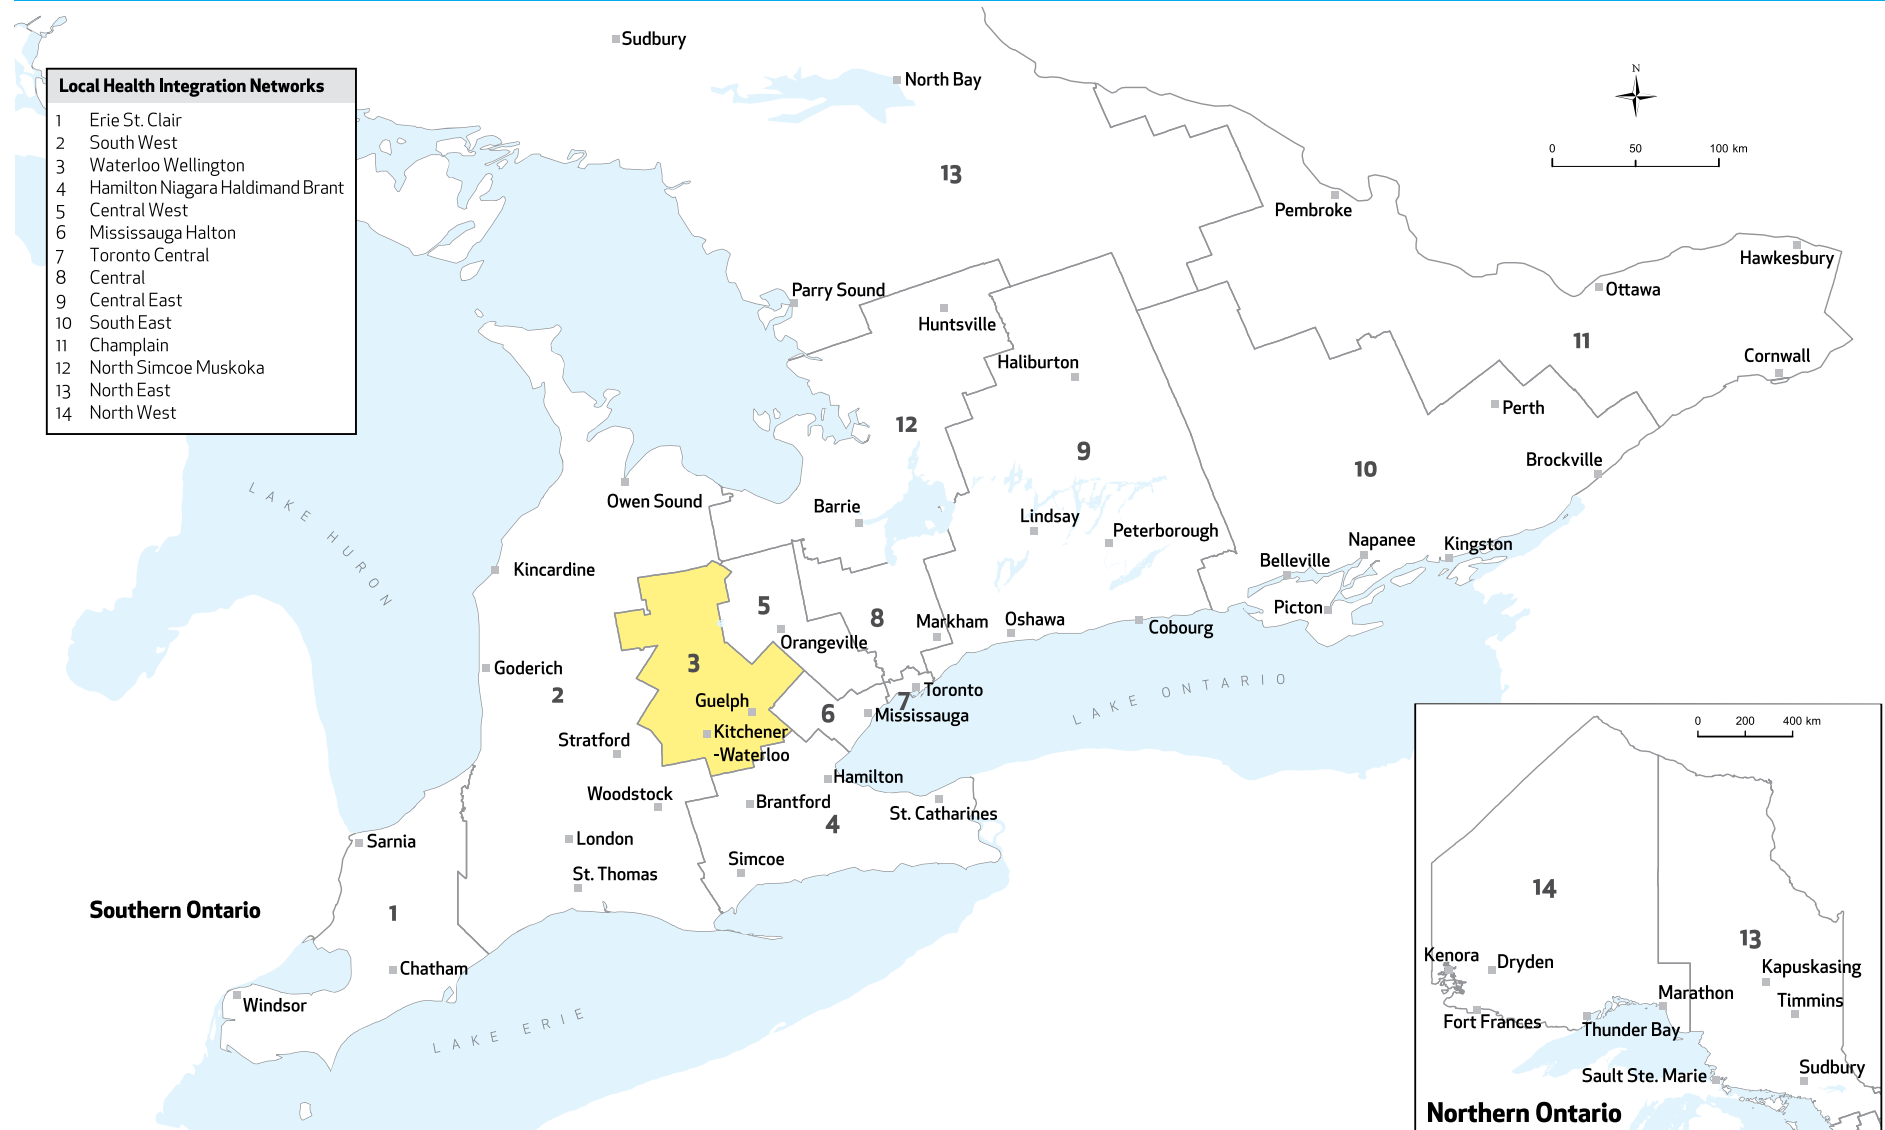 Local Health Integration Networks
1 Erie St. Clair
2 South West
3 Waterloo Wellington
4 Hamilton Niagara Haldimand Brant
5 Central West
6 Mississauga Halton
7 Toronto Central
8 Central
9 Central East
10 South East
11 Champlain
12 North Simcoe Muskoka
13 North East
14 North West
Sudbury
North Bay
N
0 50 100 km
13
Pembroke
Hawkesbury
Parry Sound
Ottawa
Huntsville
11
Haliburton
Cornwall
Perth
12
9
10
Brockville
LAKE HURON
Owen Sound
Barrie
Lindsay
Peterborough
Napanee
Kingston
Belleville
Kincardine
5
8
Markham
Oshawa
Picton
Cobourg
Orangeville
3
Goderich
2
Guelph
7
Toronto
LAKE ONTARIO
6
Mississauga
Kitchener
-Waterloo
Stratford
Hamilton
Woodstock
Brantford
4
St. Catharines
London
Sarnia
Simcoe
St. Thomas
Southern Ontario
1
Chatham
Windsor
LAKE ERIE
0 200 400 km
14
13
Kenora
Dryden
Kapuskasing
Marathon
Timmins
Fort Frances
Thunder Bay
Sault Ste. Marie
Sudbury
Northern Ontario